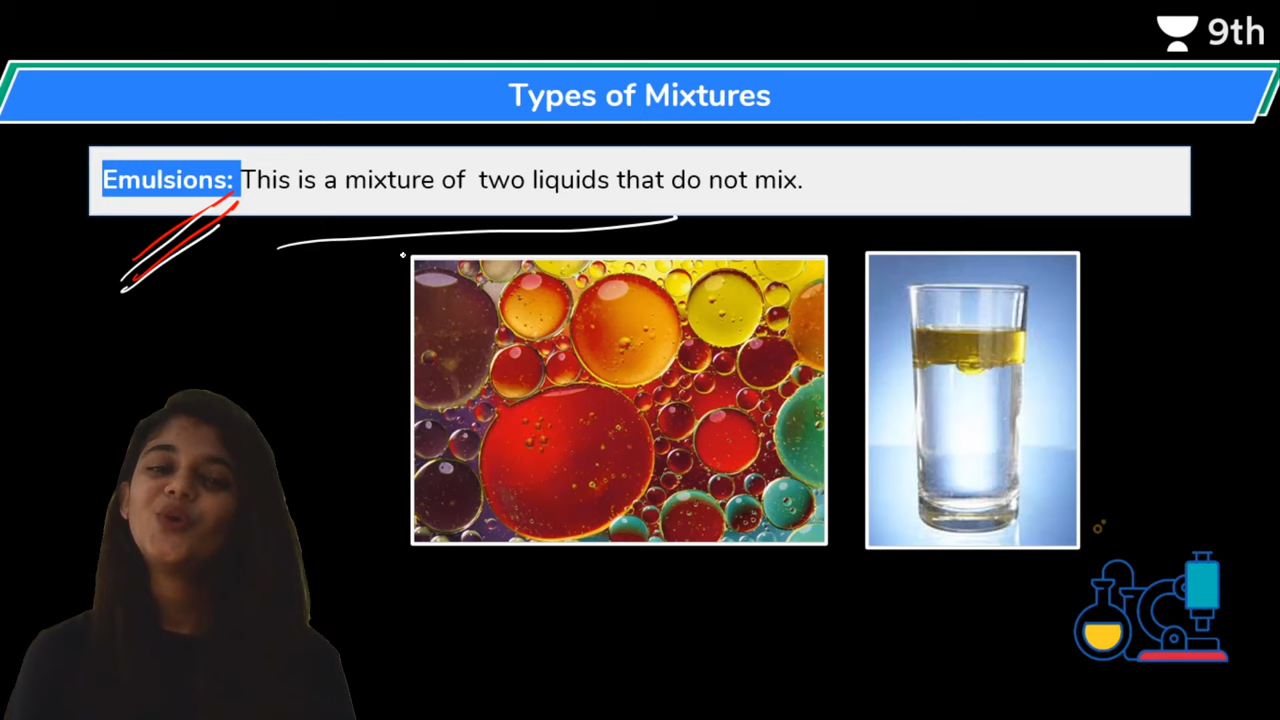 9th
Types of Mixtures
Emulsions: This is a mixture of two liquids that do not mix.